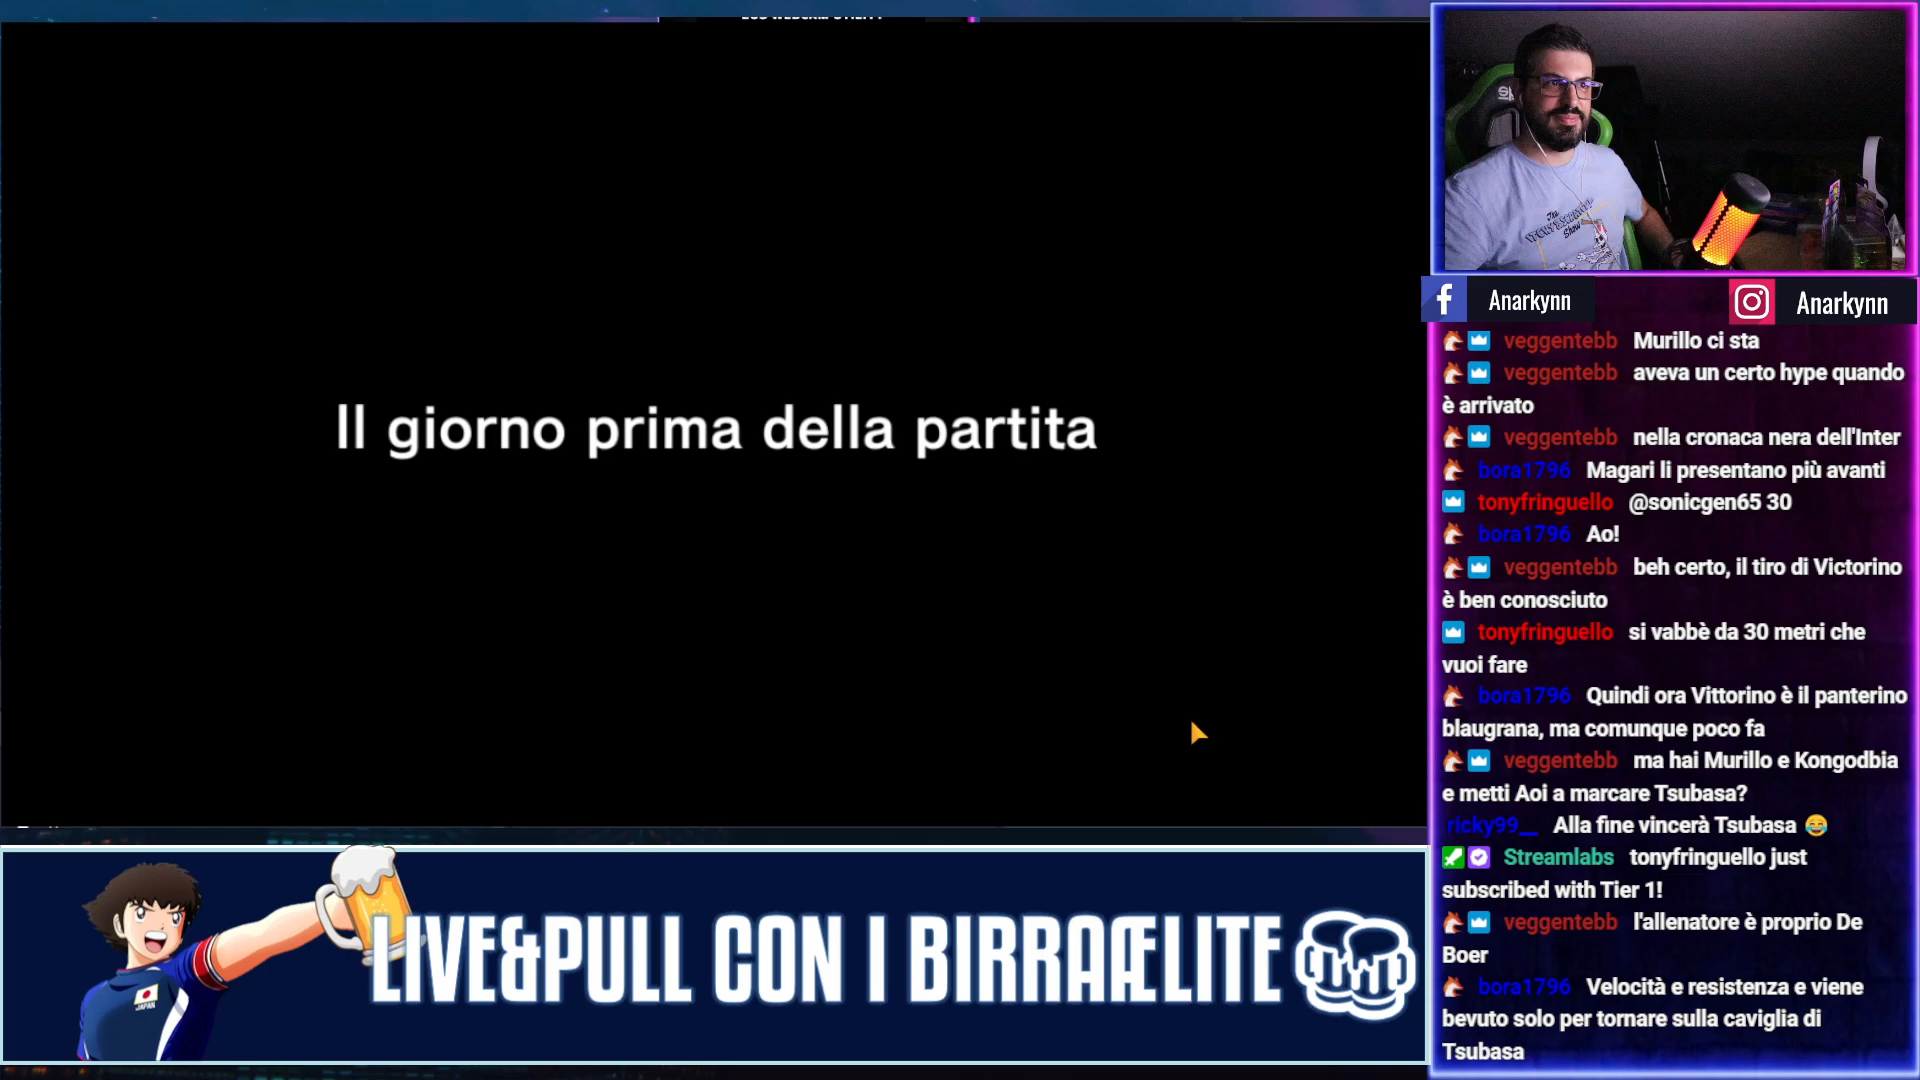 Il giorno prima della partita
Anarkynn
Anarkynn
veggentebb Murillo ci sta
veggentebb aveva un certo hype quando
è arrivato
veggentebb nella cronaca nera dell'Inter
bora1796 Magari li presentano più avanti
tonyfringuello @sonicgen65 30
bora1796 Ao!
veggentebb beh certo, il tiro di Victorino
è ben conosciuto
tonyfringuello si vabbè da 30 metri che
vuoi fare
bora1796 Quindi ora Vittorino è il panterino
blaugrana, ma comunque poco fa
veggentebb ma hai Murillo e Kongodbia
e metti Aoi a marcare Tsubasa?
ricky99__ Alla fine vincerà Tsubasa 😂
Streamlabs tonyfringuello just
subscribed with Tier 1!
veggentebb l'allenatore è proprio De
Boer
bora1796 Velocità e resistenza e viene
bevuto solo per tornare sulla caviglia di
Tsubasa
LIVE&PULL CON I BIRRAÆLITE
JAPAN